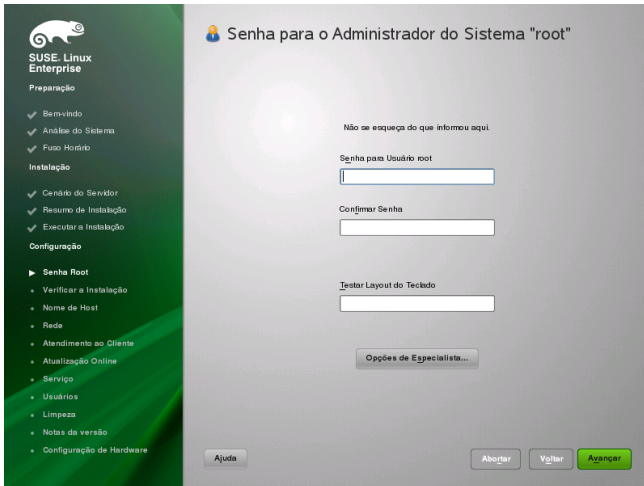 SUSE. Linux
Enterprise
Preparação
Bem-vindo
Análise do Sistema
Fuso Horário
Instalação
Cenário do Servidor
Resumo de Instalação
Executar a Instalação
Configuração
Senha Root
Verificar a Instalação
Nome de Host
Rede
Atendimento ao Cliente
Atualização Online
Serviço
Usuários
Limpeza
Notas da versão
Configuração de Hardware
Senha para o Administrador do Sistema "root"
Não se esqueça do que informou aqui.
Senha para Usuário root
Confirmar Senha
Testar Layout do Teclado
Opções de Especialista...
Ajuda
Abortar
Voltar
Avançar